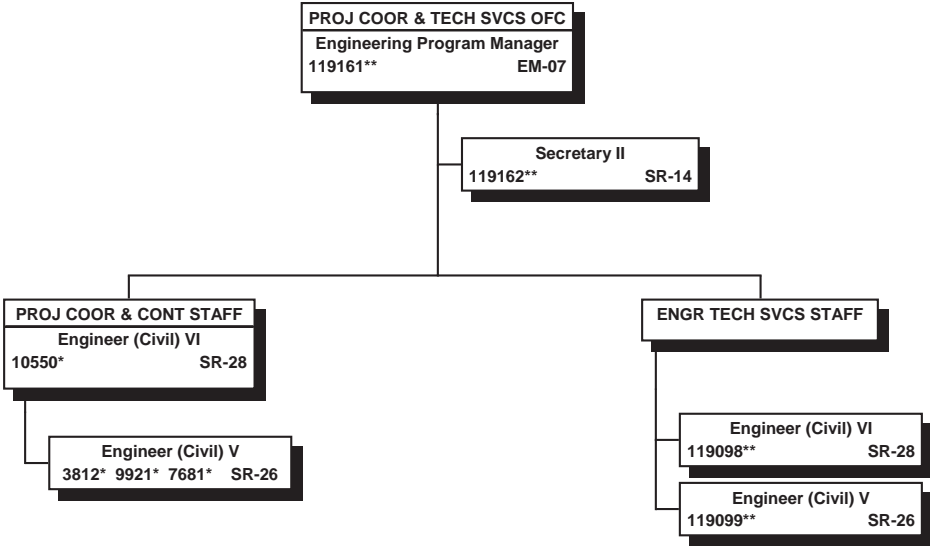 PROJ COOR & TECH SVCS OFC
Engineering Program Manager
119161** EM-07
Secretary II
119162** SR-14
PROJ COOR & CONT STAFF
Engineer (Civil) VI
10550* SR-28
Engineer (Civil) V
3812* 9921* 7681* SR-26
ENGR TECH SVCS STAFF
Engineer (Civil) VI
119098** SR-28
Engineer (Civil) V
119099** SR-26